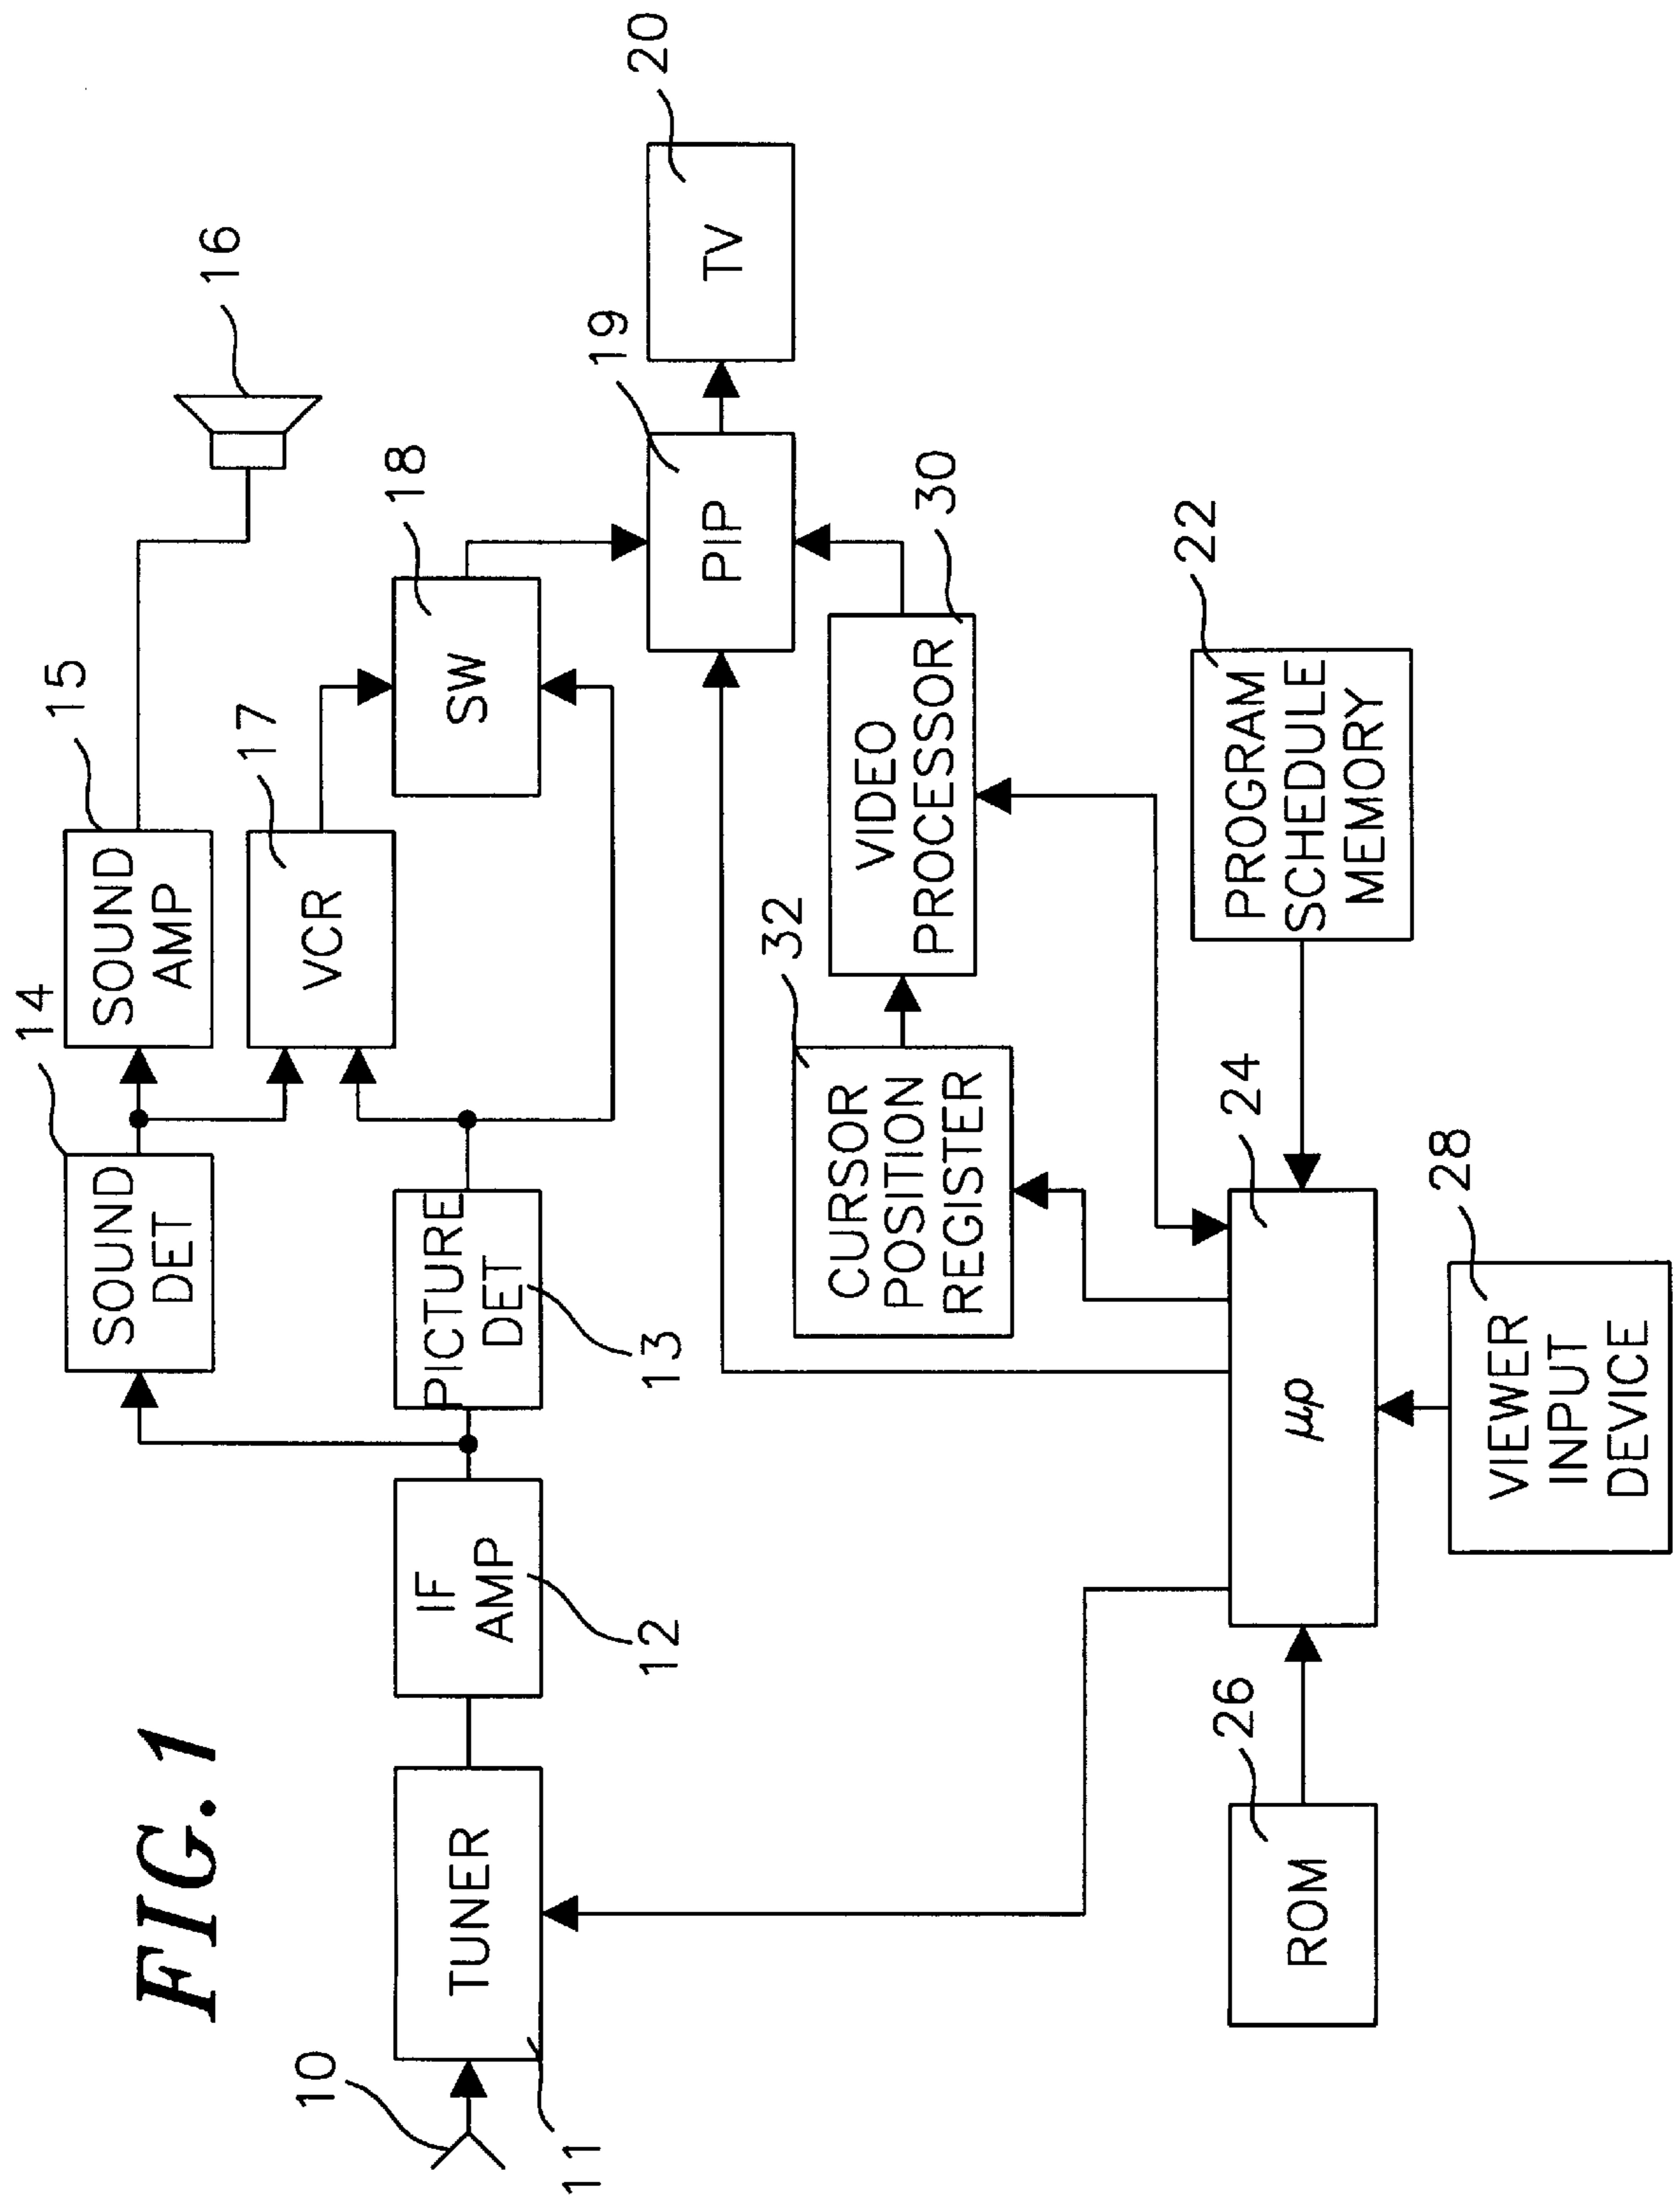 FIG. 1
10
11
TUNER
12
IF
AMP
13
PICTURE
DET
14
SOUND
DET
15
SOUND
AMP
16
17
VCR
18
SW
19
PIP
20
TV
32
CURSOR
POSITION
REGISTER
30
VIDEO
PROCESSOR
26
ROM
24
µp
28
VIEWER
INPUT
DEVICE
22
PROGRAM
SCHEDULE
MEMORY